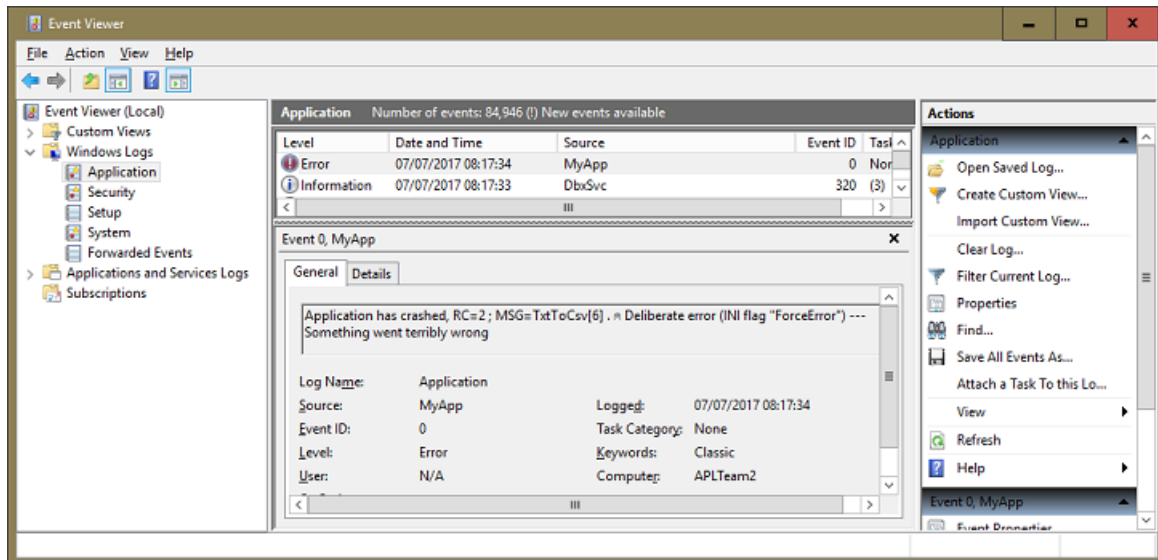 Event Viewer
File Action View Help
Event Viewer (Local)
Custom Views
Windows Logs
Application
Security
Setup
System
Forwarded Events
Applications and Services Logs
Subscriptions
Application Number of events: 84,946 (!) New events available
Level Date and Time Source Event ID Task
Error 07/07/2017 08:17:34 MyApp 0 Nor
Information 07/07/2017 08:17:33 DbxSvc 320 (3)
Event 0, MyApp
General Details
Application has crashed, RC=2 ; MSG=TxtToCsv[6] . ⍝ Deliberate error (INI flag "ForceError") ---
Something went terribly wrong
Log Name: Application
Source: MyApp Logged: 07/07/2017 08:17:34
Event ID: 0 Task Category: None
Level: Error Keywords: Classic
User: N/A Computer: APLTeam2
Actions
Application
Open Saved Log...
Create Custom View...
Import Custom View...
Clear Log...
Filter Current Log...
Properties
Find...
Save All Events As...
Attach a Task To this Lo...
View
Refresh
Help
Event 0, MyApp
Event Properties